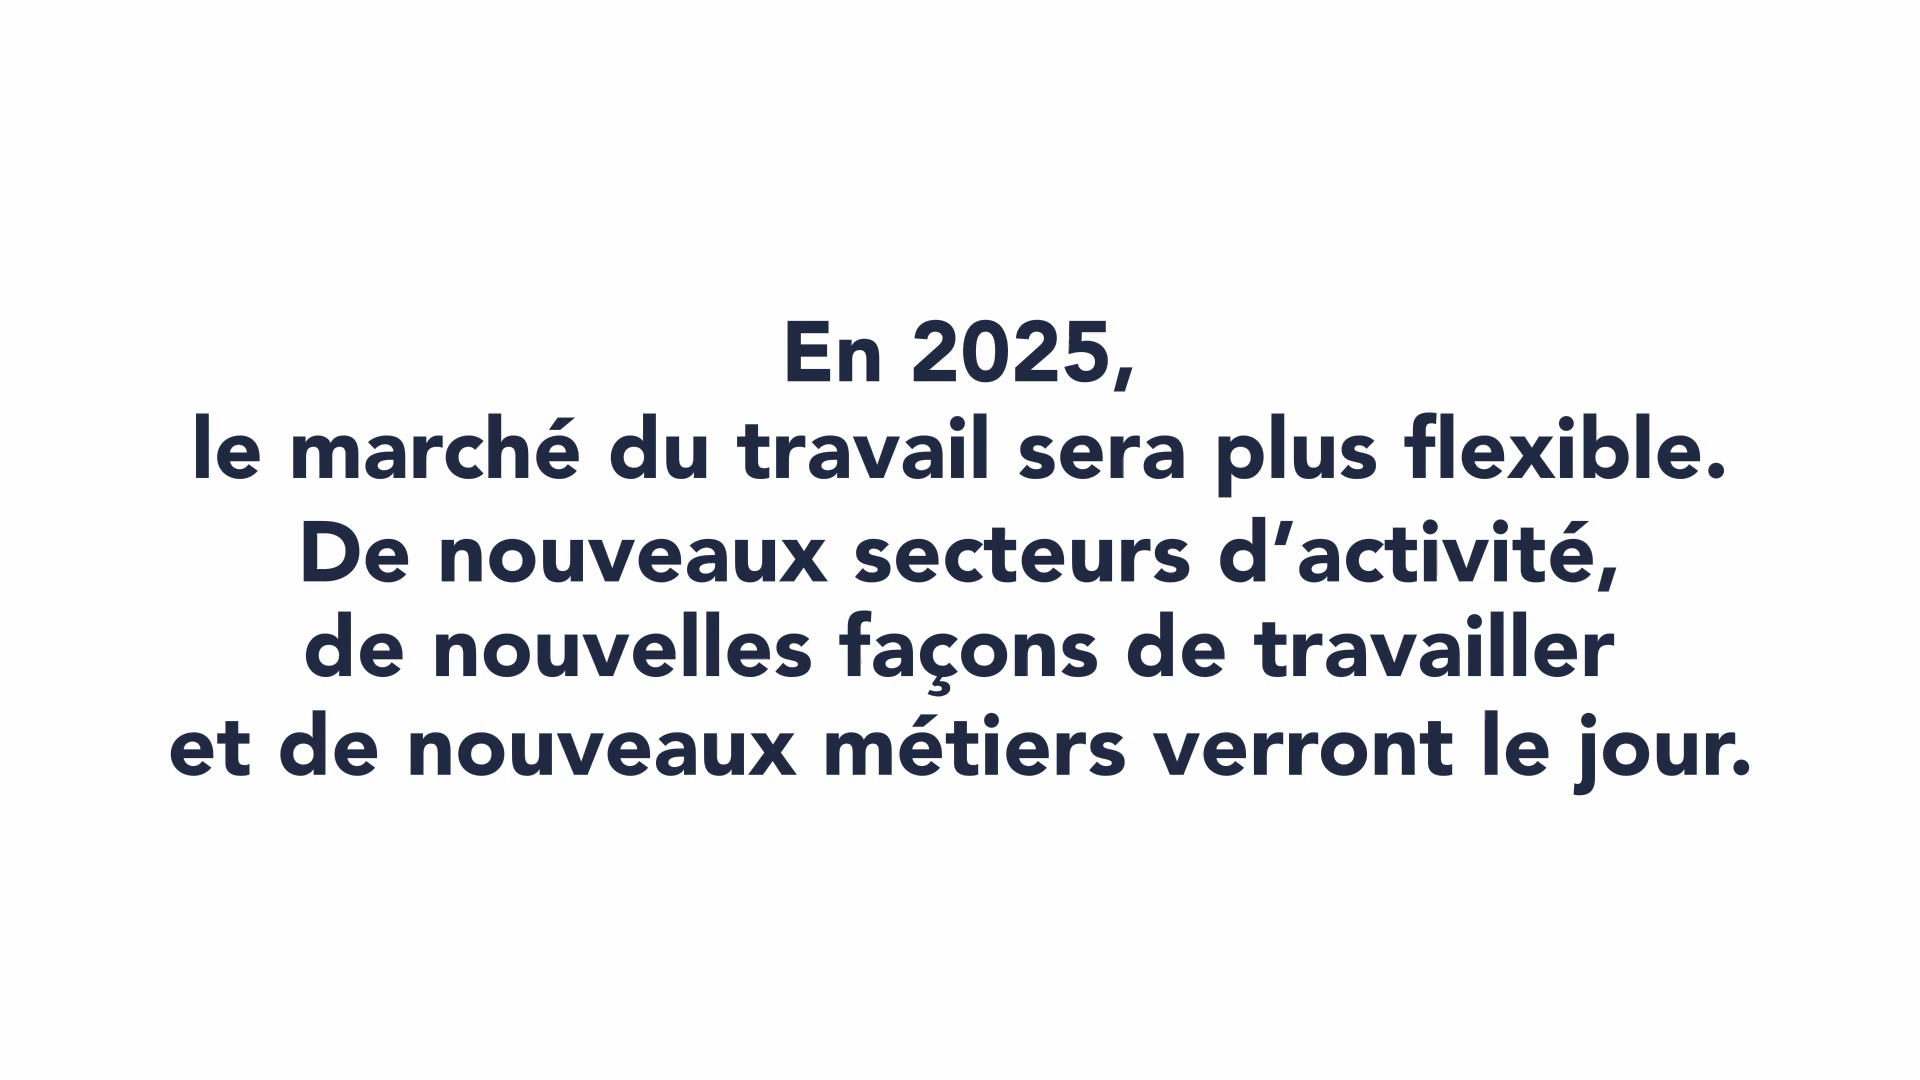 En 2025,
le marché du travail sera plus flexible.
De nouveaux secteurs d’activité,
de nouvelles façons de travailler
et de nouveaux métiers verront le jour.